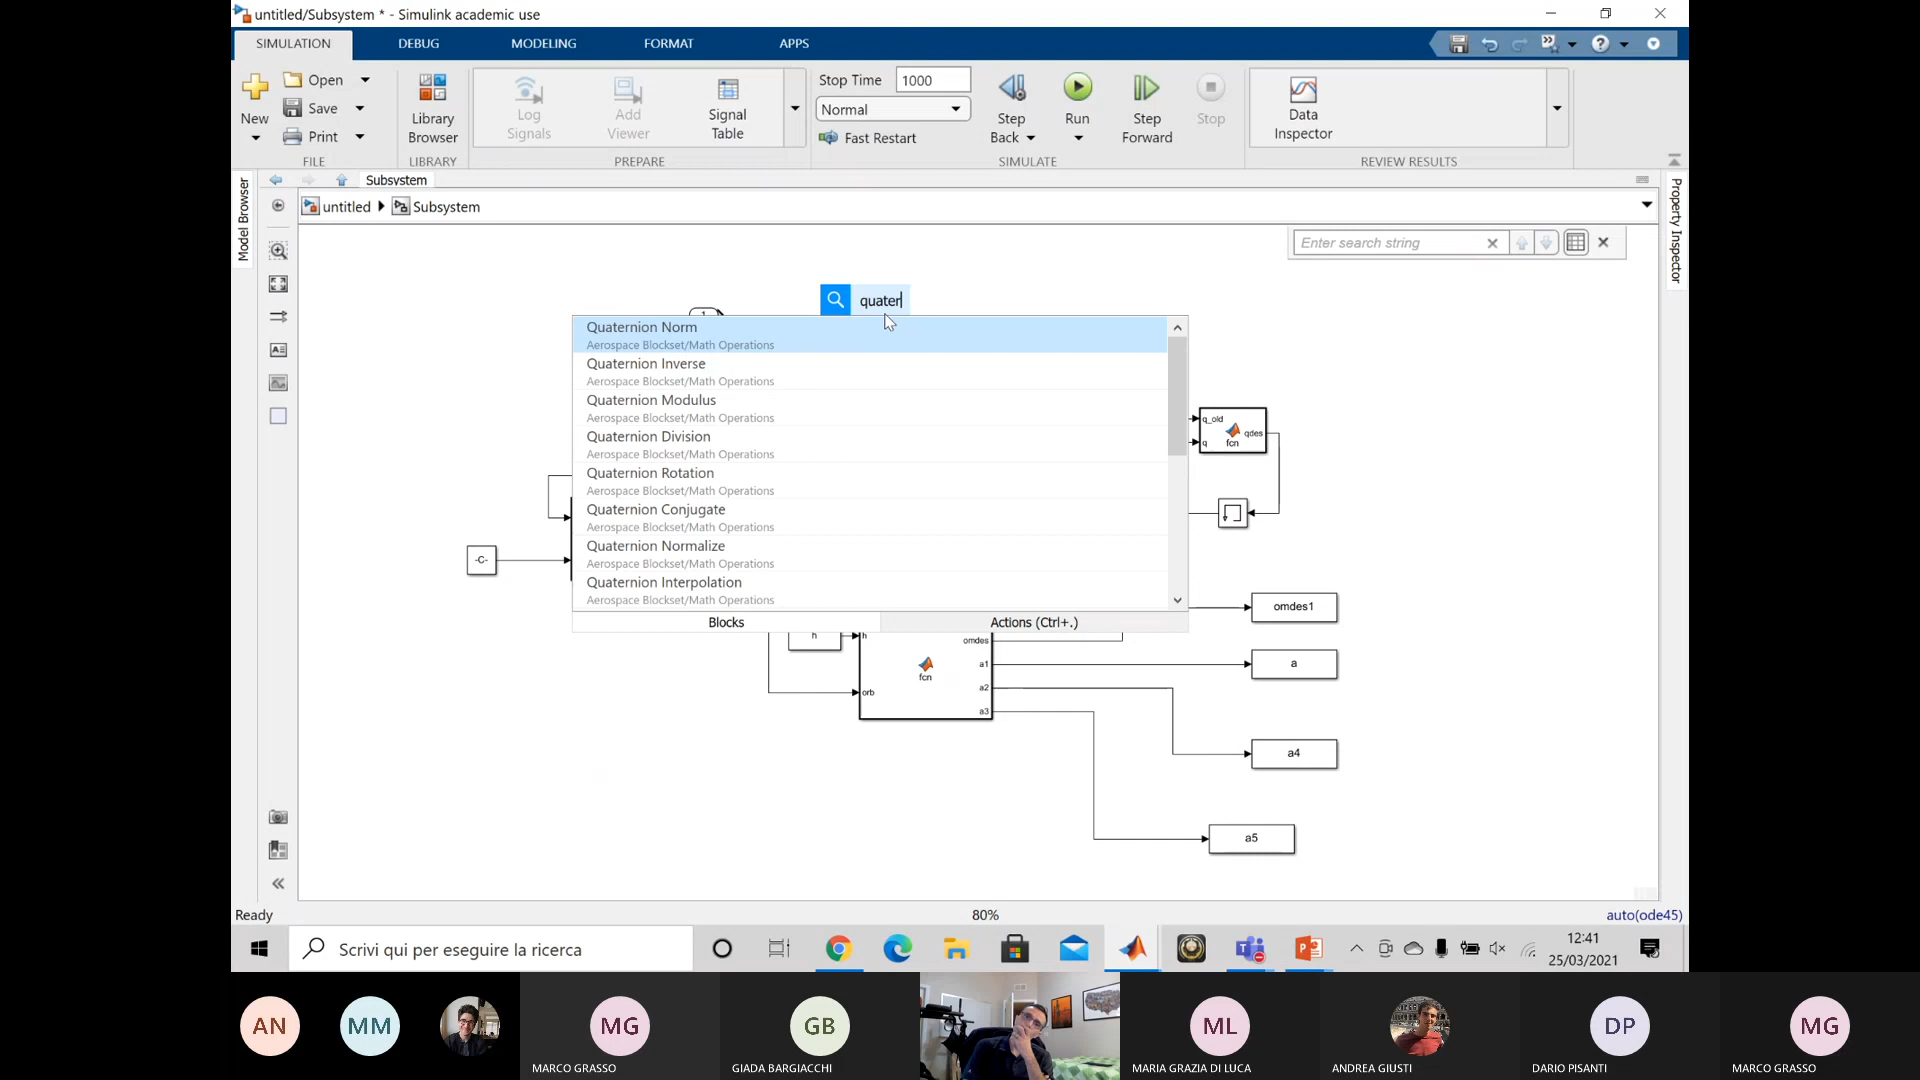 untitled/Subsystem * - Simulink academic use
SIMULATION
DEBUG
MODELING
FORMAT
APPS
New
Open
Save
Print
FILE
Library
Browser
LIBRARY
Log
Signals
Add
Viewer
Signal
Table
PREPARE
Stop Time
1000
Normal
Fast Restart
Step
Back
Run
Step
Forward
Stop
SIMULATE
Data
Inspector
REVIEW RESULTS
Model Browser
Subsystem
untitled
Subsystem
Property Inspector
Enter search string
quater
1
Quaternion Norm
Aerospace Blockset/Math Operations
Quaternion Inverse
Aerospace Blockset/Math Operations
Quaternion Modulus
Aerospace Blockset/Math Operations
Quaternion Division
Aerospace Blockset/Math Operations
Quaternion Rotation
Aerospace Blockset/Math Operations
Quaternion Conjugate
Aerospace Blockset/Math Operations
Quaternion Normalize
Aerospace Blockset/Math Operations
Quaternion Interpolation
Aerospace Blockset/Math Operations
Blocks
Actions (Ctrl+.)
q_old
q
fcn
qdes
-C-
h
h
orb
fcn
omdes
a1
a2
a3
omdes1
a
a4
a5
Ready
80%
auto(ode45)
Scrivi qui per eseguire la ricerca
12:41
25/03/2021
AN
MM
MG
MARCO GRASSO
GB
GIADA BARGIACCHI
ML
MARIA GRAZIA DI LUCA
ANDREA GIUSTI
DP
DARIO PISANTI
MG
MARCO GRASSO